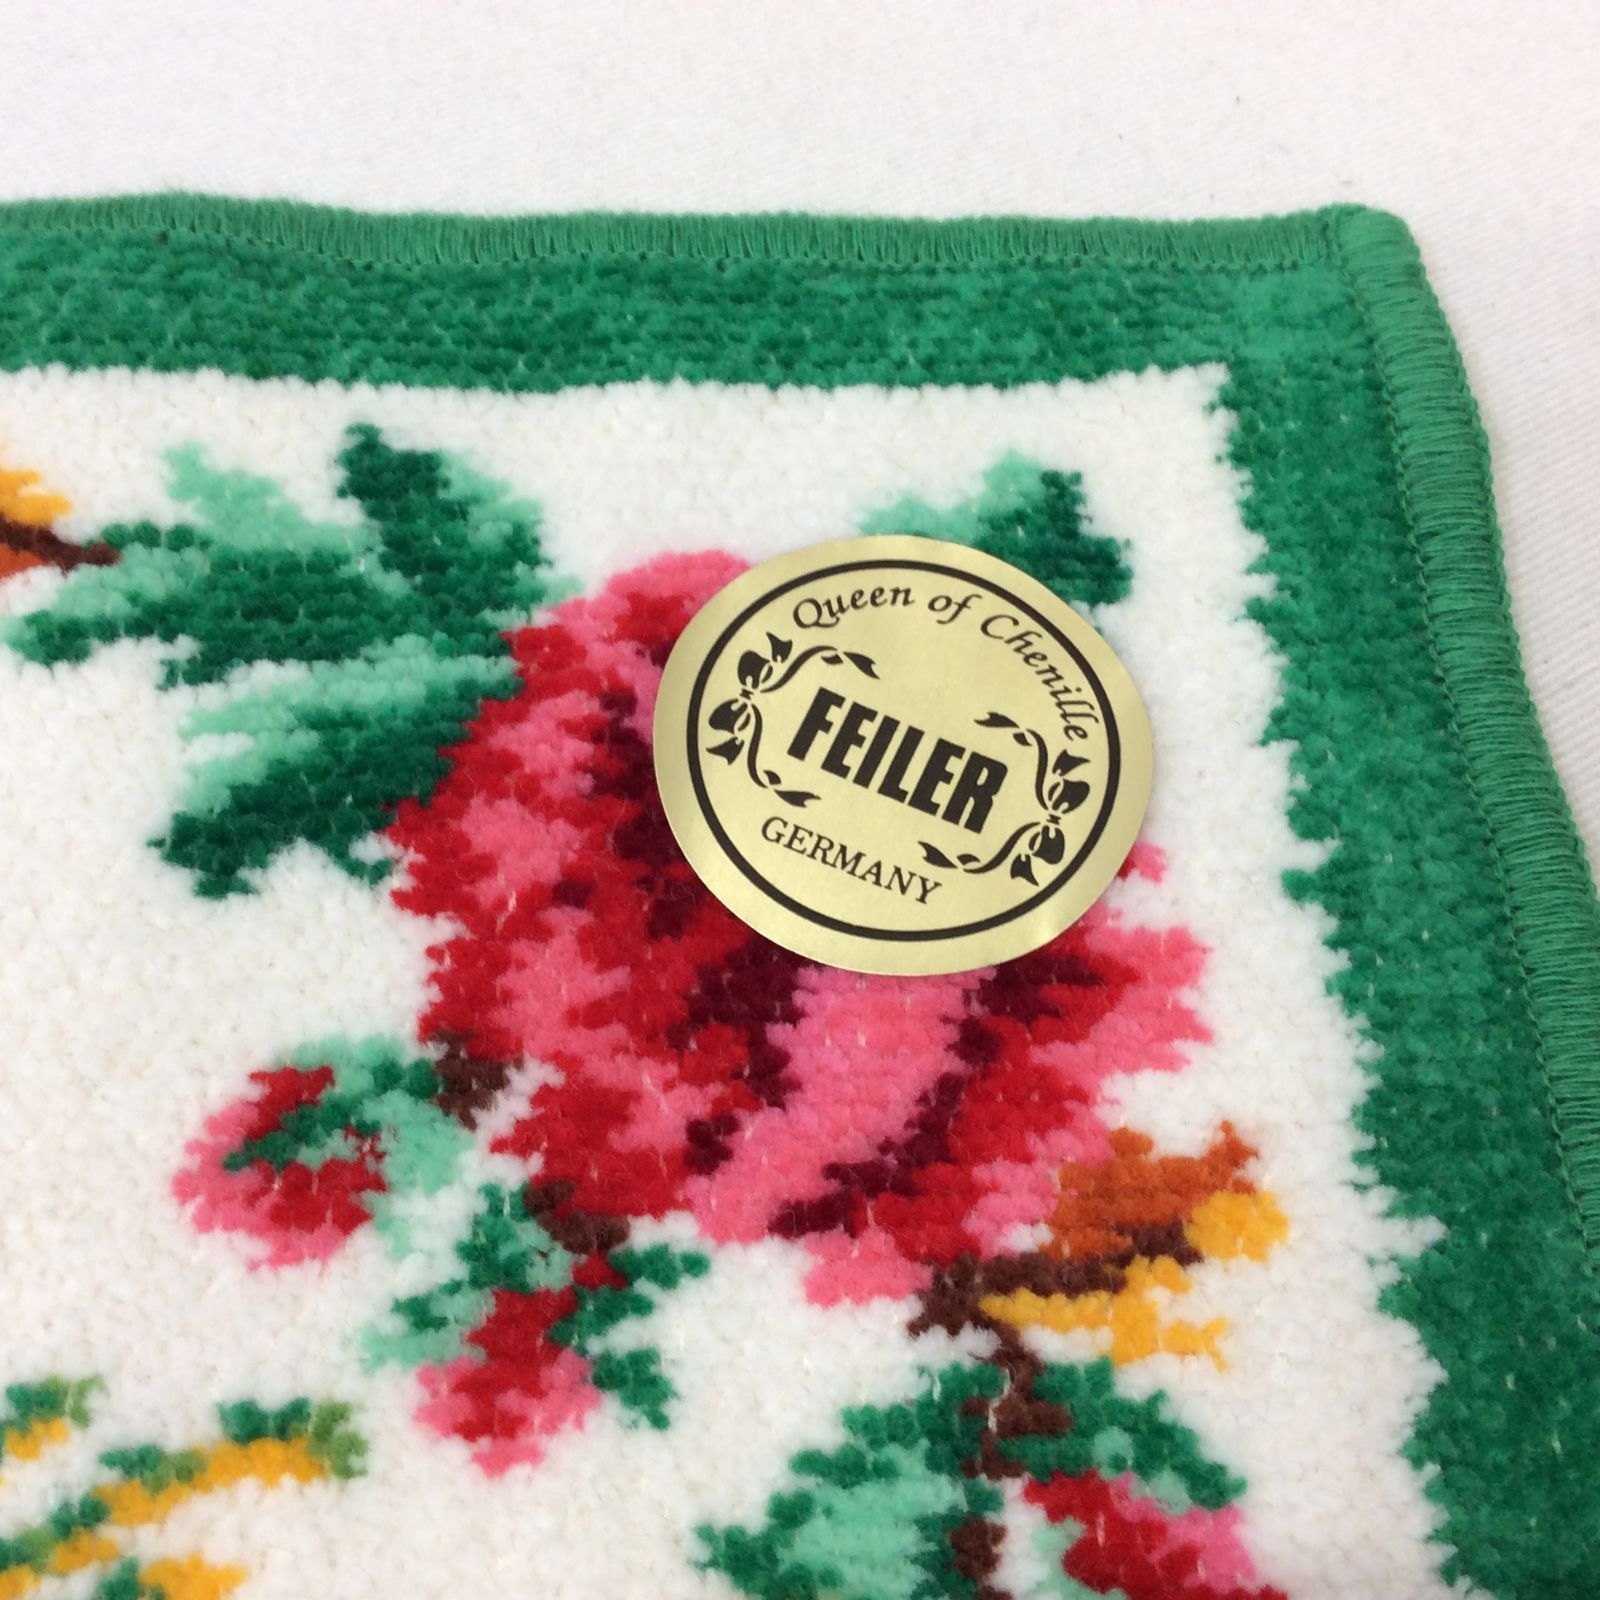 Queen of Chenille
FEILER
GERMANY